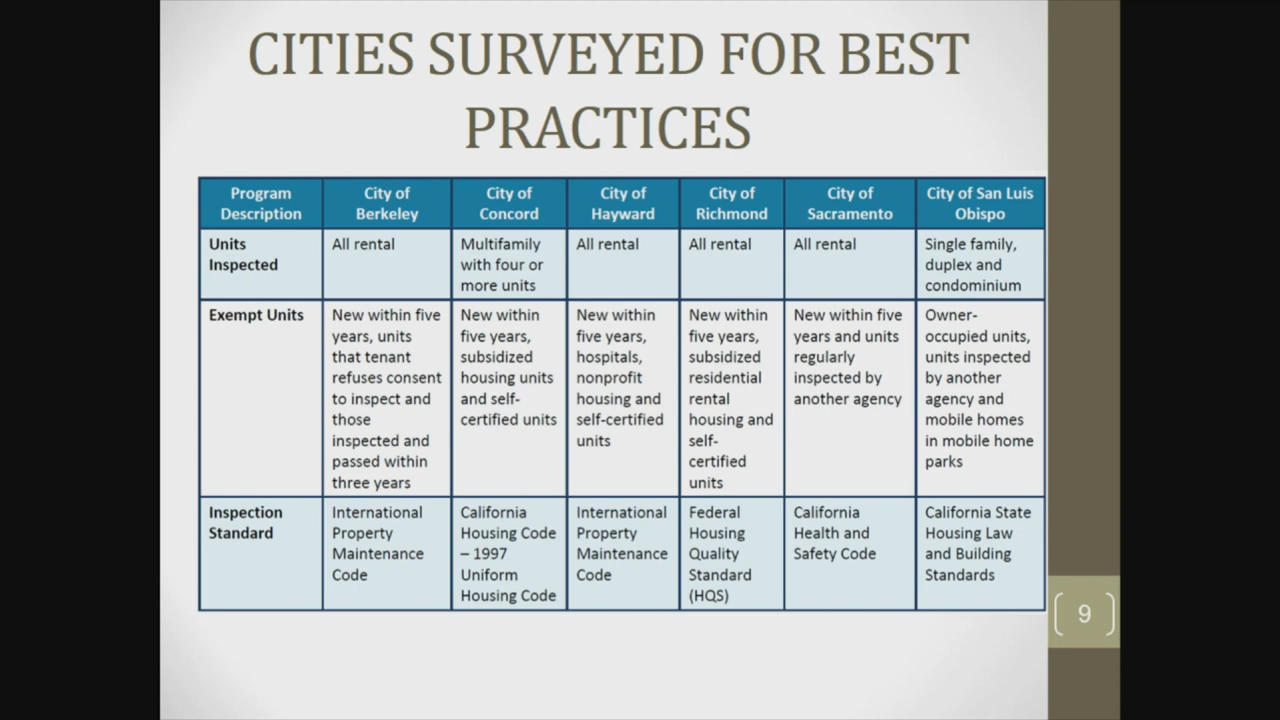 CITIES SURVEYED FOR BEST
PRACTICES
Program
Description
City of
Berkeley
City of
Concord
City of
Hayward
City of
Richmond
City of
Sacramento
City of San Luis
Obispo
Units
Inspected
All rental
Multifamily
with four or
more units
All rental
All rental
All rental
Single family,
duplex and
condominium
Exempt Units
New within five
years, units
that tenant
refuses consent
to inspect and
those
inspected and
passed within
three years
New within
five years,
subsidized
housing units
and self-
certified units
New within
five years,
hospitals,
nonprofit
housing and
self-certified
units
New within
five years,
subsidized
residential
rental
housing and
self-
certified
units
New within five
years and units
regularly
inspected by
another agency
Owner-
occupied units,
units inspected
by another
agency and
mobile homes
in mobile home
parks
Inspection
Standard
International
Property
Maintenance
Code
California
Housing Code
– 1997
Uniform
Housing Code
International
Property
Maintenance
Code
Federal
Housing
Quality
Standard
(HQS)
California
Health and
Safety Code
California State
Housing Law
and Building
Standards
9